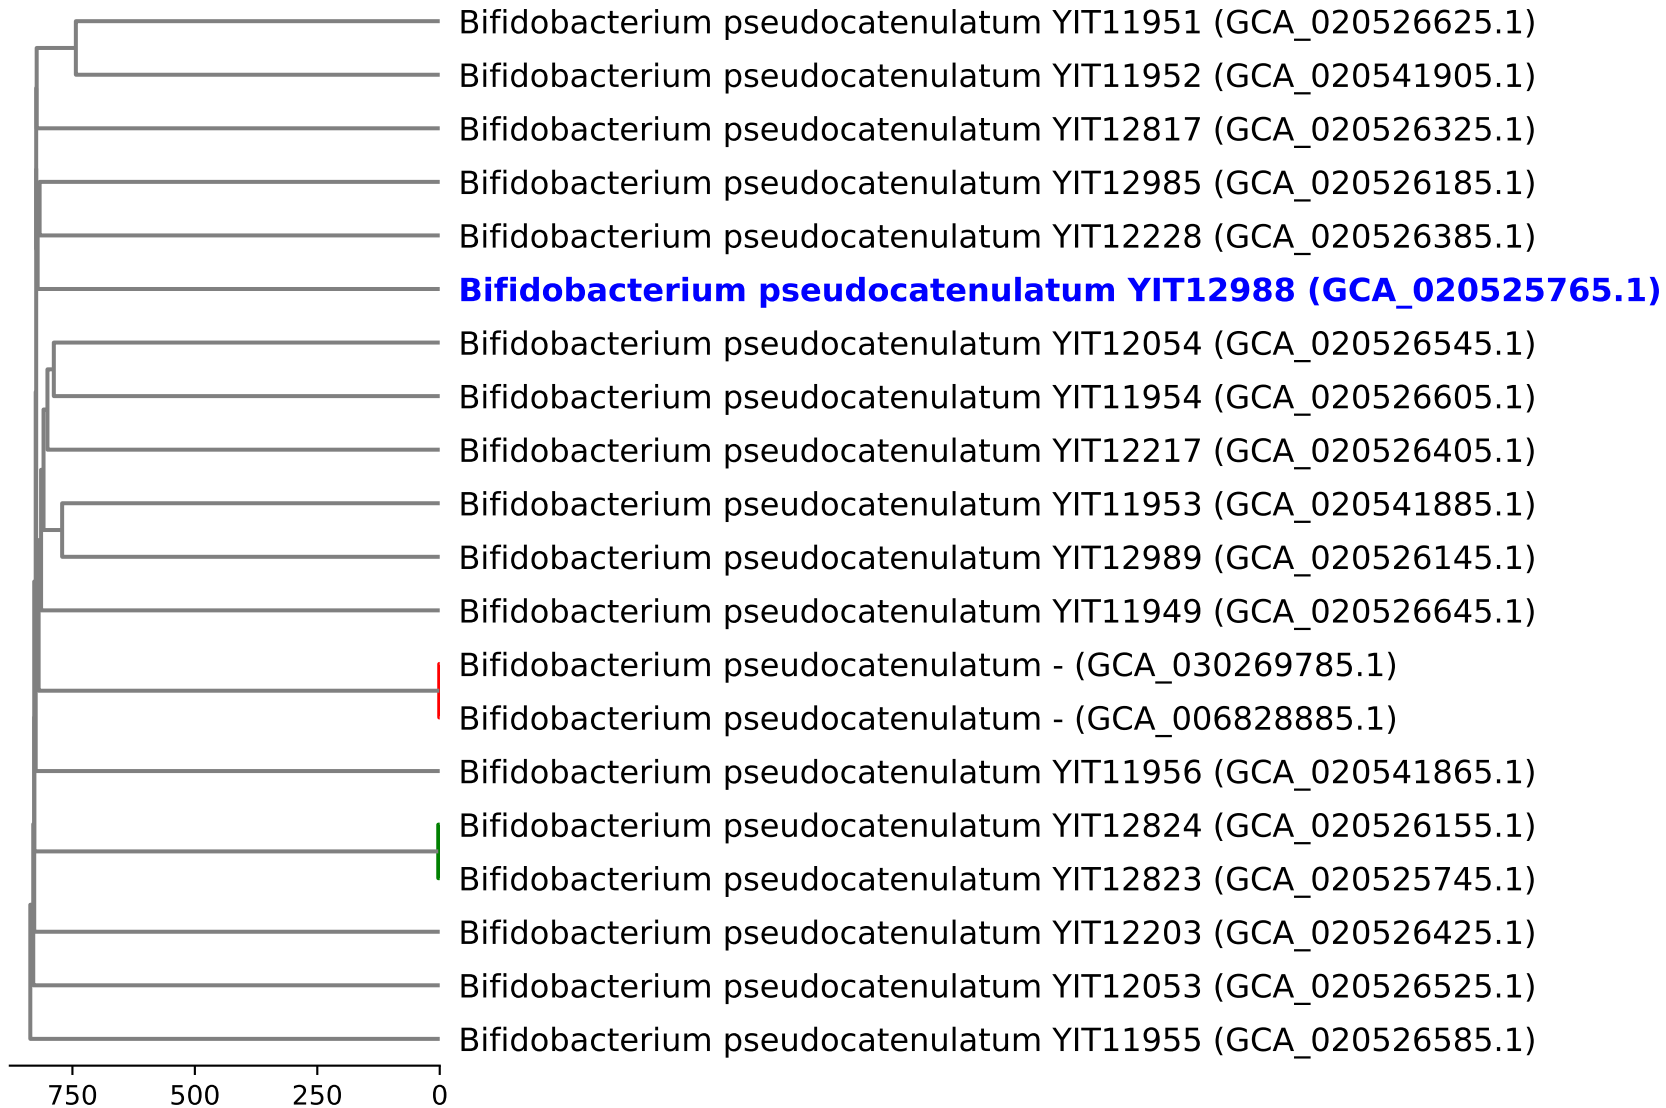 Bifidobacterium pseudocatenulatum YIT11951 (GCA_020526625.1)
Bifidobacterium pseudocatenulatum YIT11952 (GCA_020541905.1)
Bifidobacterium pseudocatenulatum YIT12817 (GCA_020526325.1)
Bifidobacterium pseudocatenulatum YIT12985 (GCA_020526185.1)
Bifidobacterium pseudocatenulatum YIT12228 (GCA_020526385.1)
Bifidobacterium pseudocatenulatum YIT12988 (GCA_020525765.1)
Bifidobacterium pseudocatenulatum YIT12054 (GCA_020526545.1)
Bifidobacterium pseudocatenulatum YIT11954 (GCA_020526605.1)
Bifidobacterium pseudocatenulatum YIT12217 (GCA_020526405.1)
Bifidobacterium pseudocatenulatum YIT11953 (GCA_020541885.1)
Bifidobacterium pseudocatenulatum YIT12989 (GCA_020526145.1)
Bifidobacterium pseudocatenulatum YIT11949 (GCA_020526645.1)
Bifidobacterium pseudocatenulatum - (GCA_030269785.1)
Bifidobacterium pseudocatenulatum - (GCA_006828885.1)
Bifidobacterium pseudocatenulatum YIT11956 (GCA_020541865.1)
Bifidobacterium pseudocatenulatum YIT12824 (GCA_020526155.1)
Bifidobacterium pseudocatenulatum YIT12823 (GCA_020525745.1)
Bifidobacterium pseudocatenulatum YIT12203 (GCA_020526425.1)
Bifidobacterium pseudocatenulatum YIT12053 (GCA_020526525.1)
Bifidobacterium pseudocatenulatum YIT11955 (GCA_020526585.1)
750 500 250 0